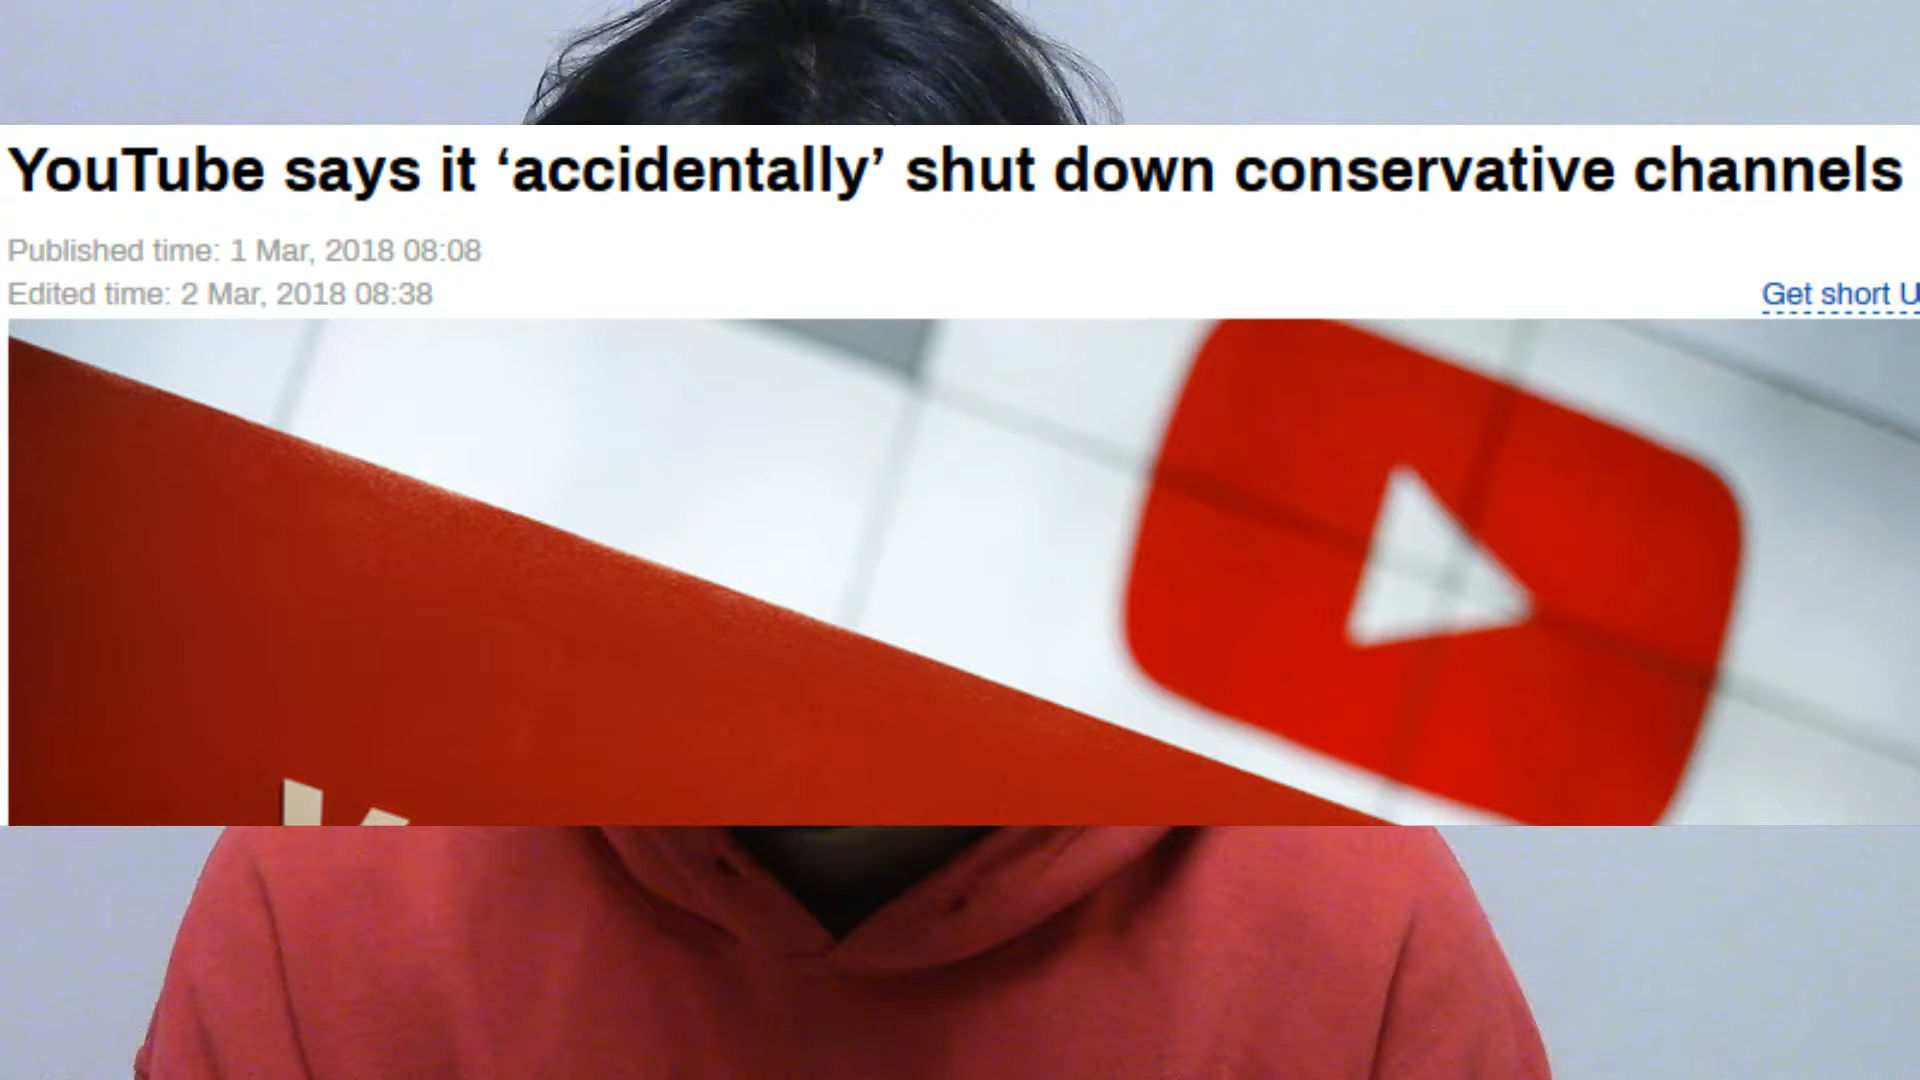 YouTube says it ‘accidentally’ shut down conservative channels
Published time: 1 Mar, 2018 08:08
Edited time: 2 Mar, 2018 08:38
Get short U